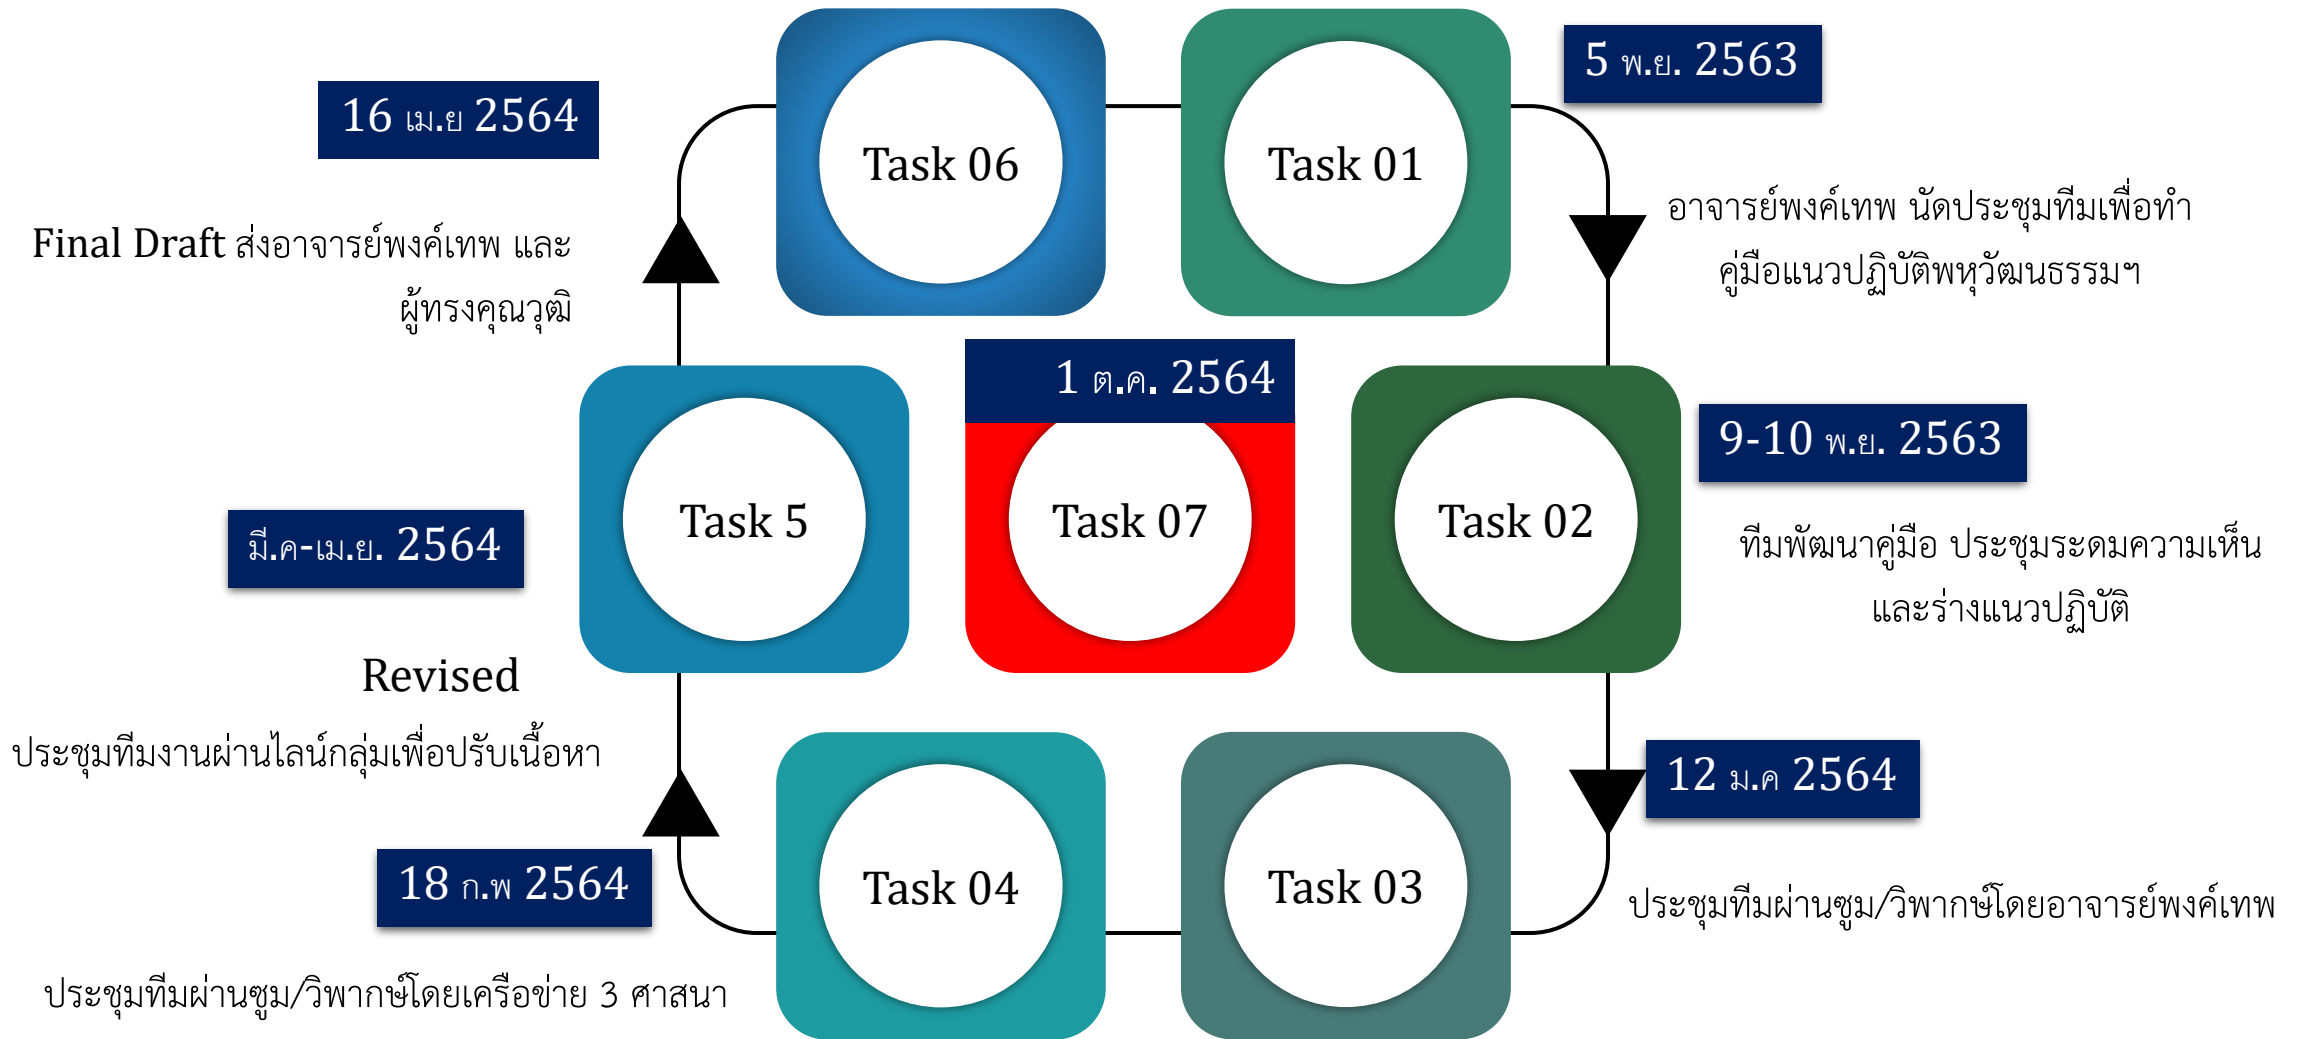 Task 01
5 พ.ย. 2563
อาจารย์พงค์เทพ นัดประชุมทีมเพื่อทำ
คู่มือแนวปฏิบัติพหุวัฒนธรรมฯ
Task 02
9-10 พ.ย. 2563
ทีมพัฒนาคู่มือ ประชุมระดมความเห็น
และร่างแนวปฏิบัติ
Task 03
12 ม.ค 2564
ประชุมทีมผ่านซูม/วิพากษ์โดยอาจารย์พงค์เทพ
Task 04
18 ก.พ 2564
ประชุมทีมผ่านซูม/วิพากษ์โดยเครือข่าย 3 ศาสนา
Task 5
มี.ค-เม.ย. 2564
Revised
ประชุมทีมงานผ่านไลน์กลุ่มเพื่อปรับเนื้อหา
Task 06
16 เม.ย 2564
Final Draft ส่งอาจารย์พงค์เทพ และ
ผู้ทรงคุณวุฒิ
1 ต.ค. 2564
Task 07